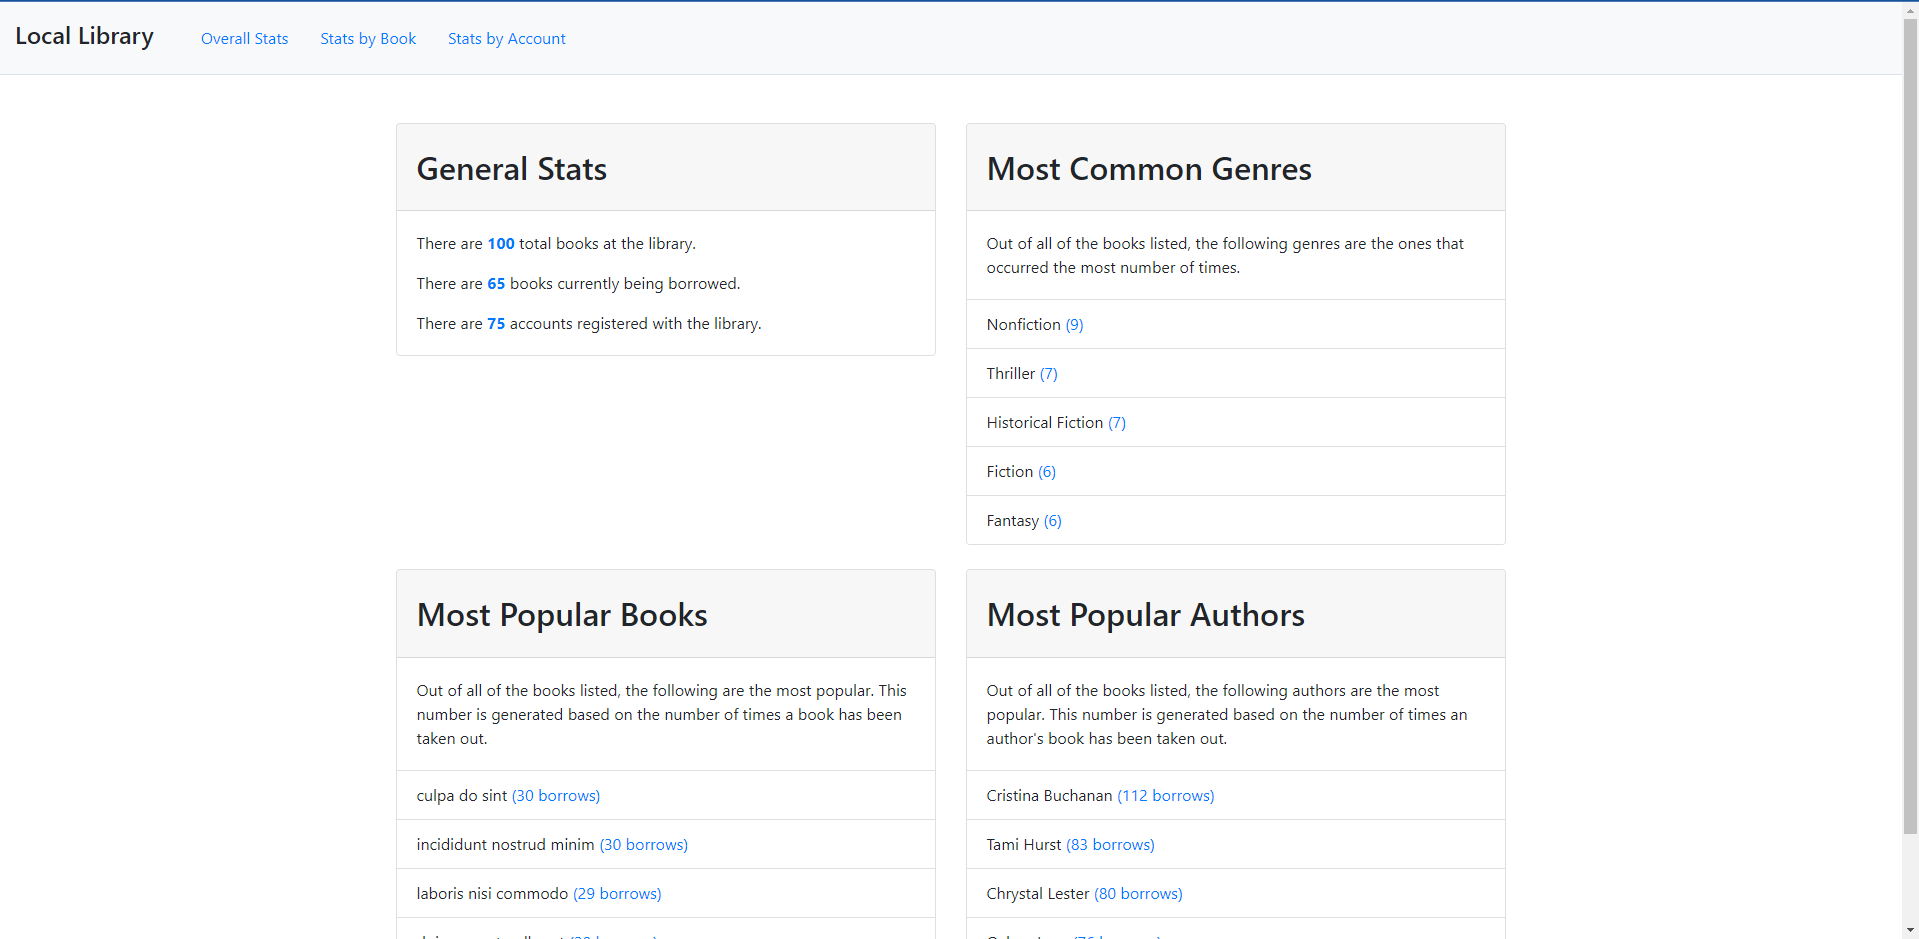 Local Library
Overall Stats
Stats by Book
Stats by Account
General Stats
There are 100 total books at the library.
There are 65 books currently being borrowed.
There are 75 accounts registered with the library.
Most Common Genres
Out of all of the books listed, the following genres are the ones that
occurred the most number of times.
Nonfiction (9)
Thriller (7)
Historical Fiction (7)
Fiction (6)
Fantasy (6)
Most Popular Books
Out of all of the books listed, the following are the most popular. This
number is generated based on the number of times a book has been
taken out.
culpa do sint (30 borrows)
incididunt nostrud minim (30 borrows)
laboris nisi commodo (29 borrows)
Most Popular Authors
Out of all of the books listed, the following authors are the most
popular. This number is generated based on the number of times an
author's book has been taken out.
Cristina Buchanan (112 borrows)
Tami Hurst (83 borrows)
Chrystal Lester (80 borrows)